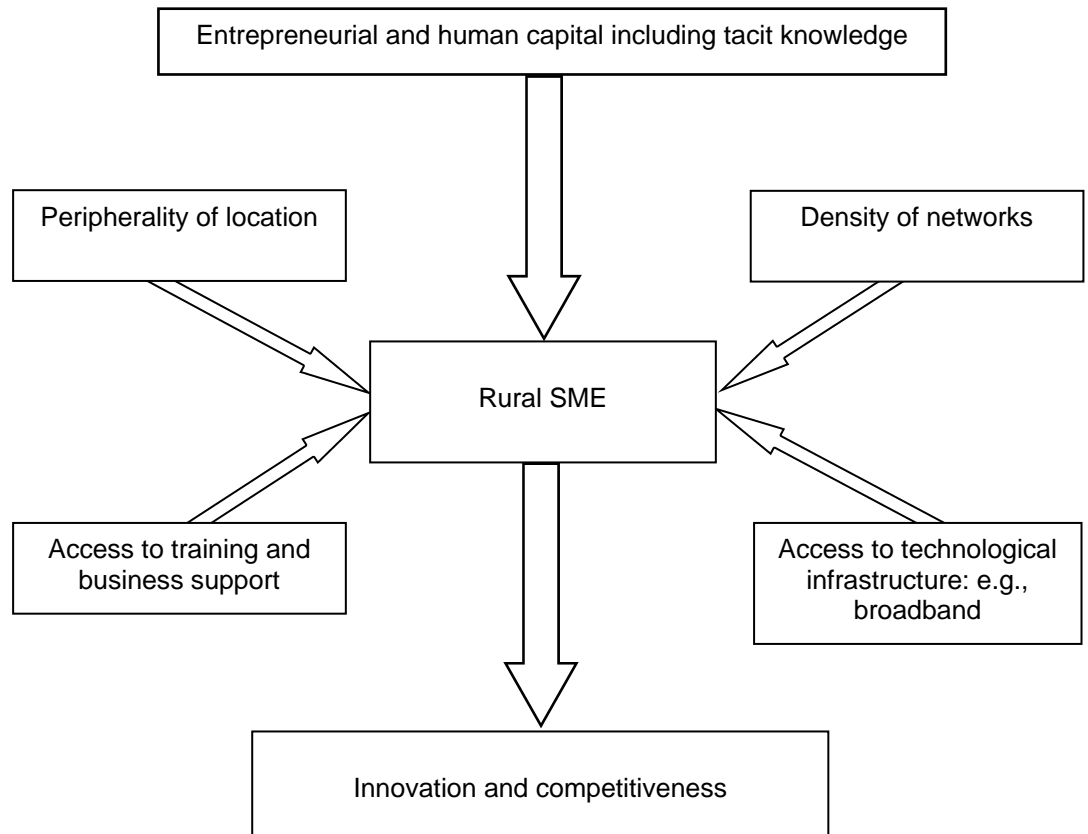 Entrepreneurial and human capital including tacit knowledge
Peripherality of location
Density of networks
Rural SME
Access to training and
business support
Access to technological
infrastructure: e.g.,
broadband
Innovation and competitiveness